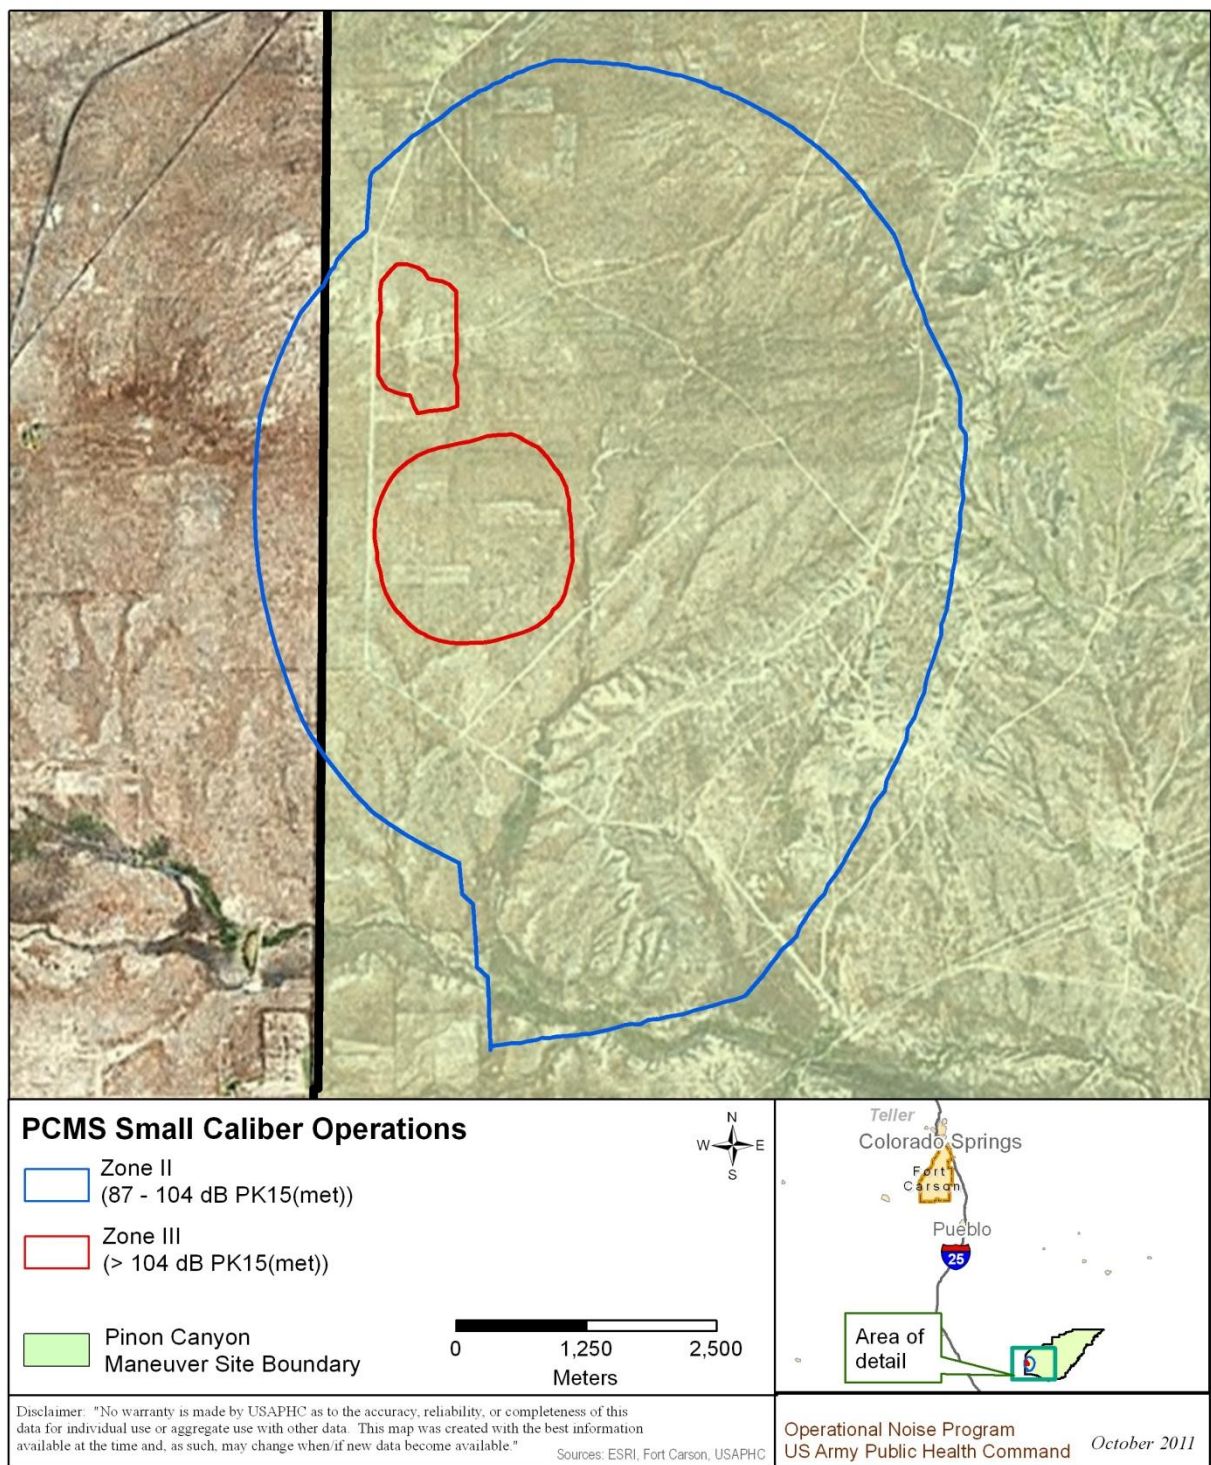 PCMS Small Caliber Operations
Zone II
(87 - 104 dB PK15(met))
Zone III
(> 104 dB PK15(met))
Pinon Canyon
Maneuver Site Boundary
N
W E
S
0 1,250 2,500
Meters
Teller
Colorado Springs
Fort
Carson
Pueblo
25
Area of
detail
Disclaimer: "No warranty is made by USAPHC as to the accuracy, reliability, or completeness of this
data for individual use or aggregate use with other data. This map was created with the best information
available at the time and, as such, may change when/if new data become available."
Sources: ESRI, Fort Carson, USAPHC
Operational Noise Program
US Army Public Health Command
October 2011